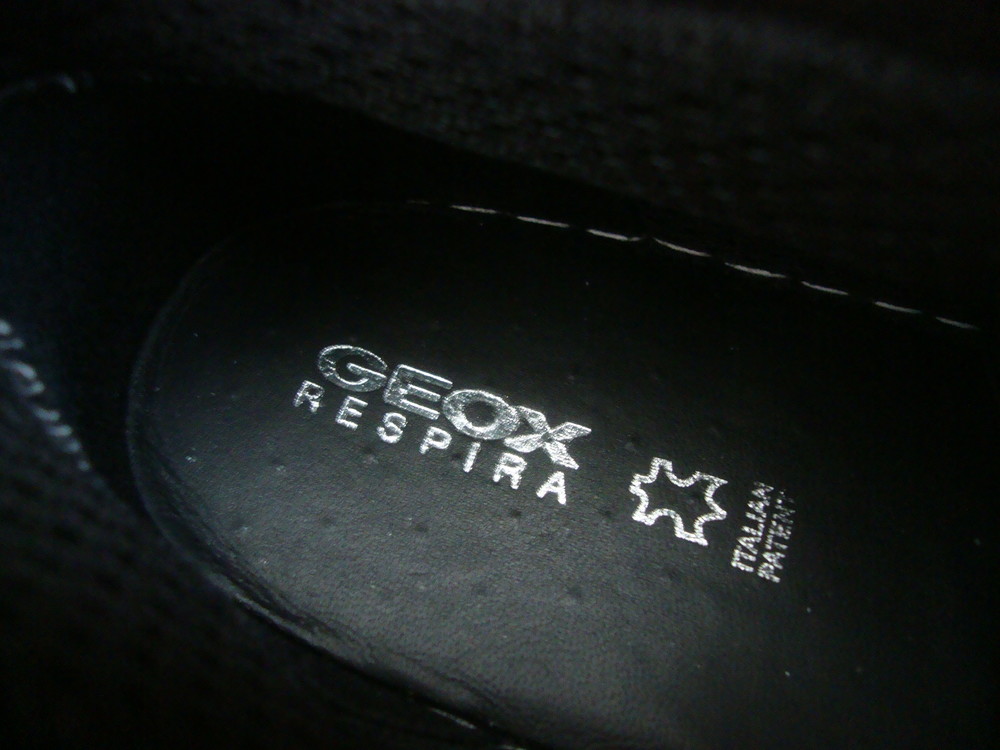 GEOX
RESPIRA
ITALIAN
PATENT